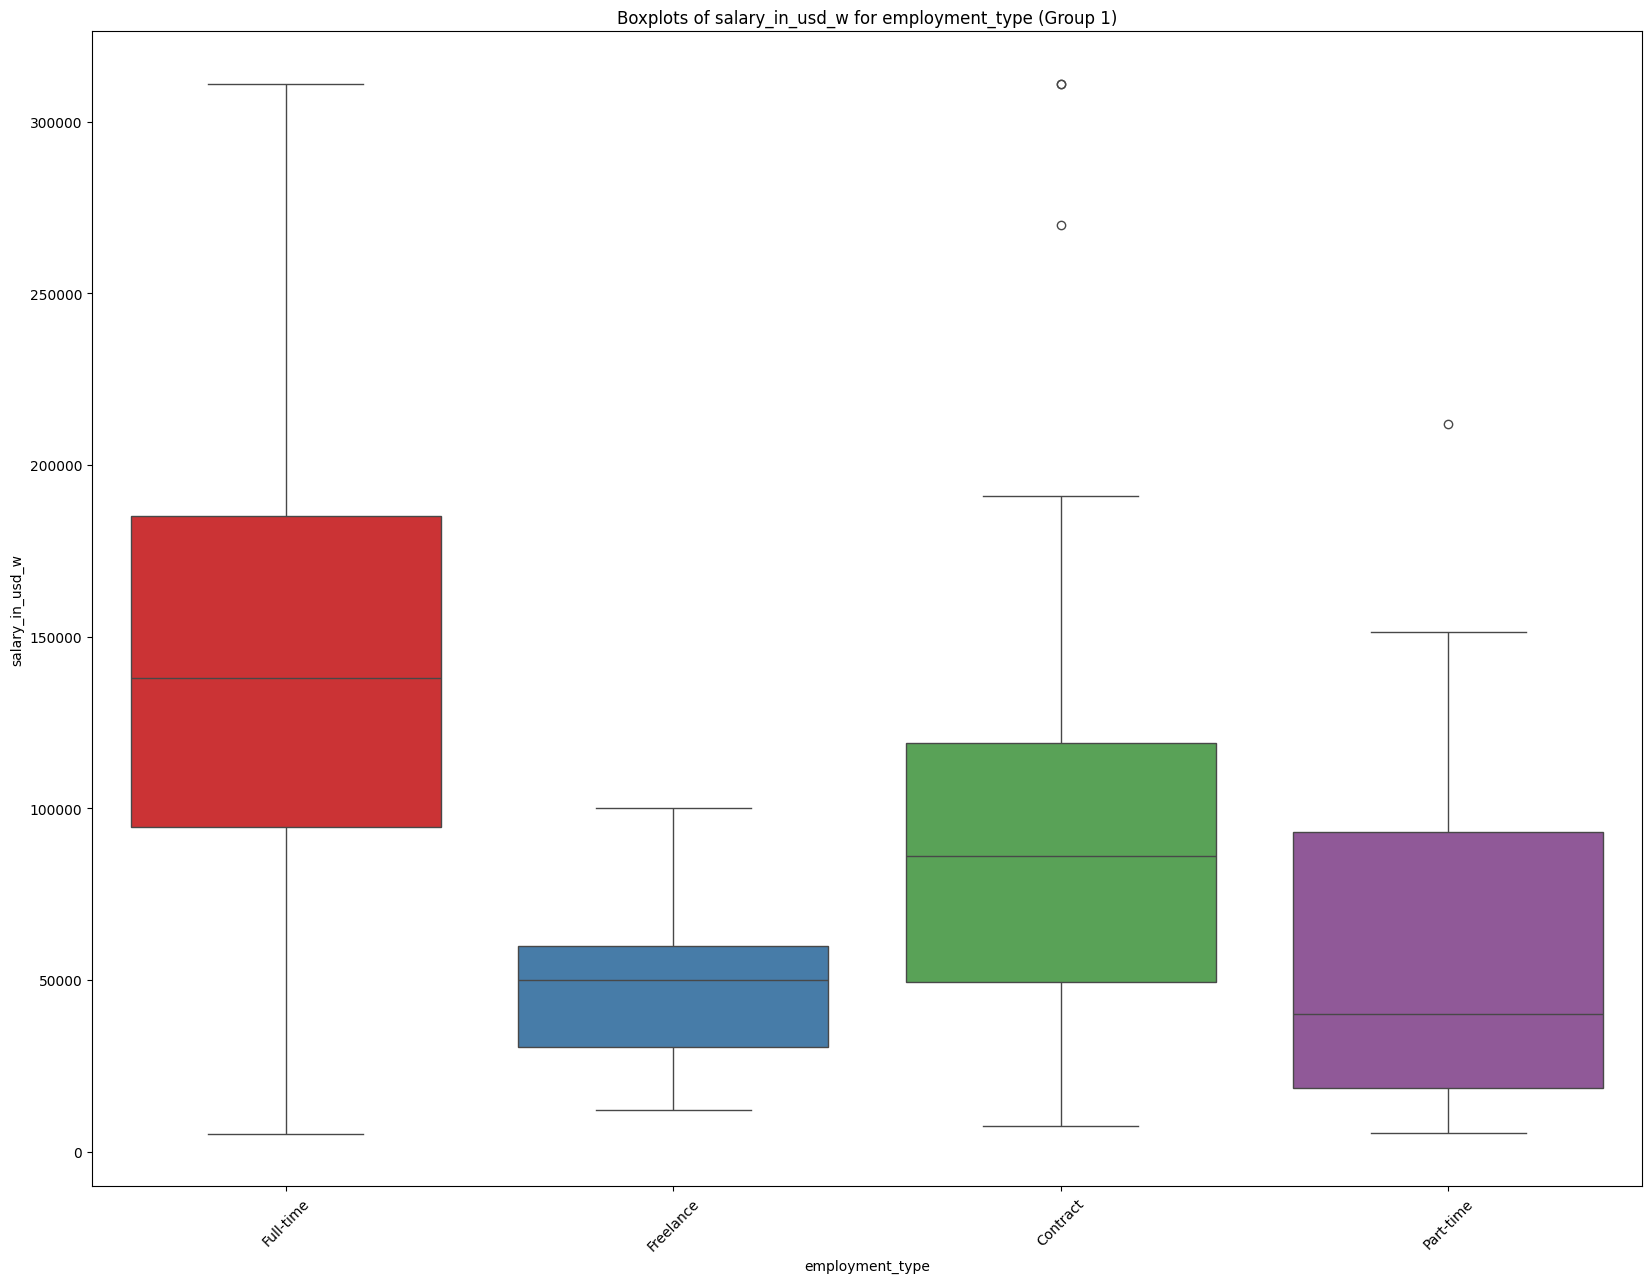 Boxplots of salary_in_usd_w for employment_type (Group 1)
300000
250000
200000
150000
100000
50000
0
salary_in_usd_w
Full-time
Freelance
Contract
Part-time
employment_type